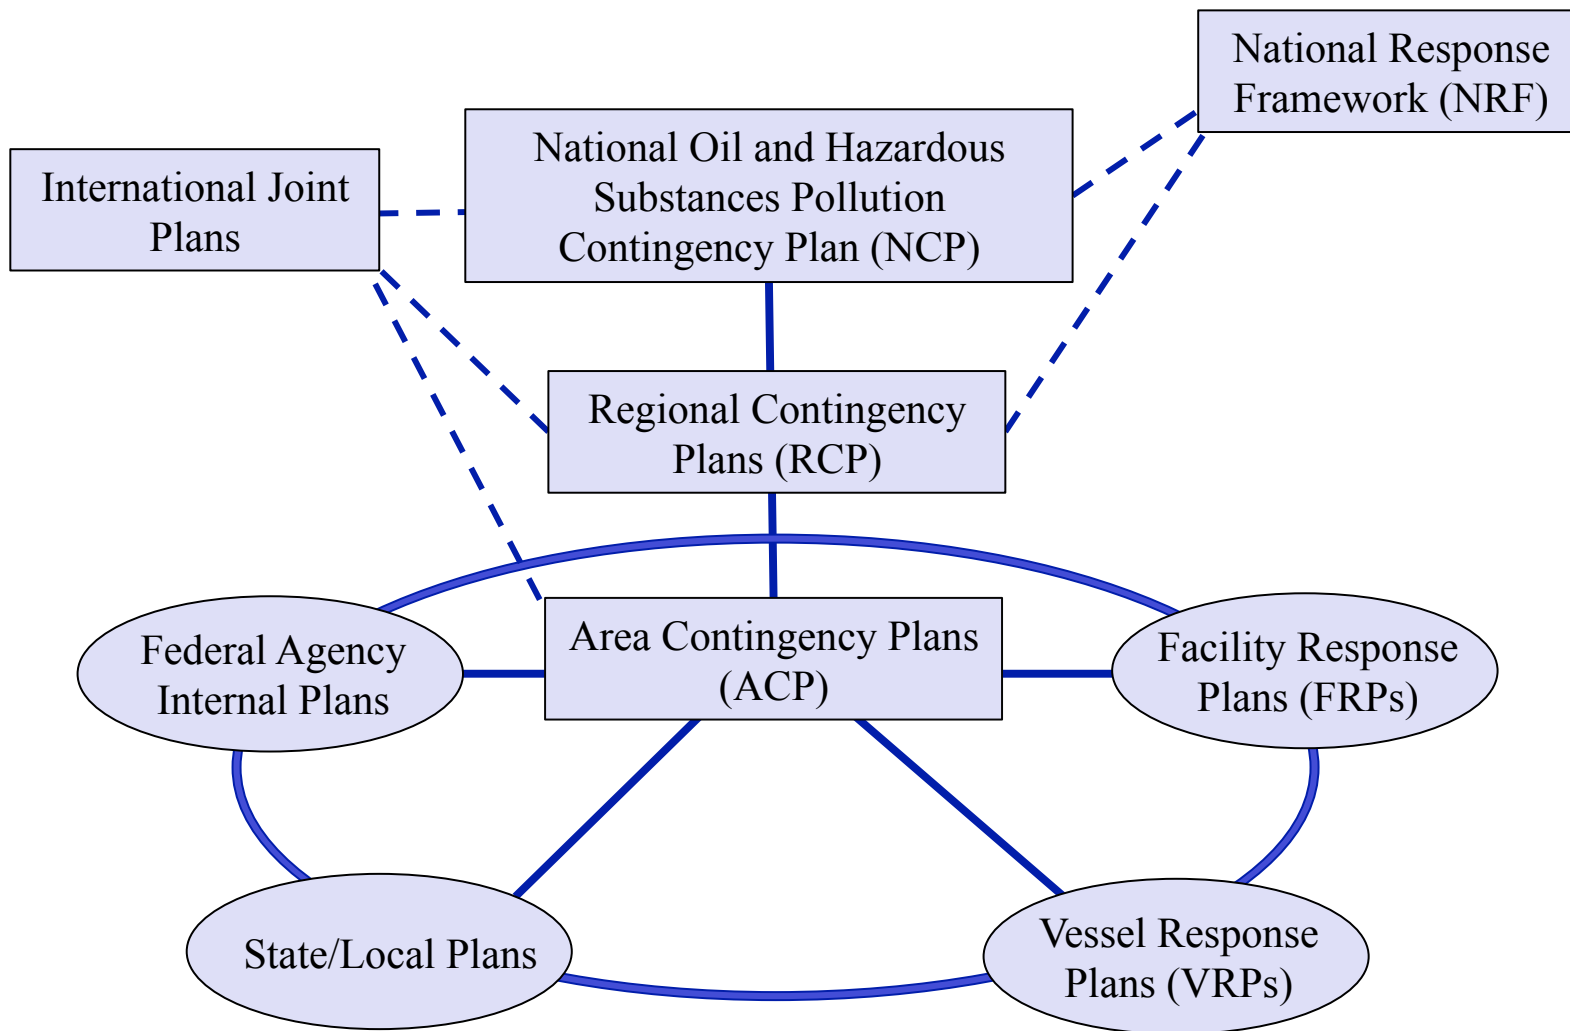 National Response
Framework (NRF)
National Oil and Hazardous
Substances Pollution
Contingency Plan (NCP)
International Joint
Plans
Regional Contingency
Plans (RCP)
Area Contingency Plans
(ACP)
Federal Agency
Internal Plans
Facility Response
Plans (FRPs)
State/Local Plans
Vessel Response
Plans (VRPs)